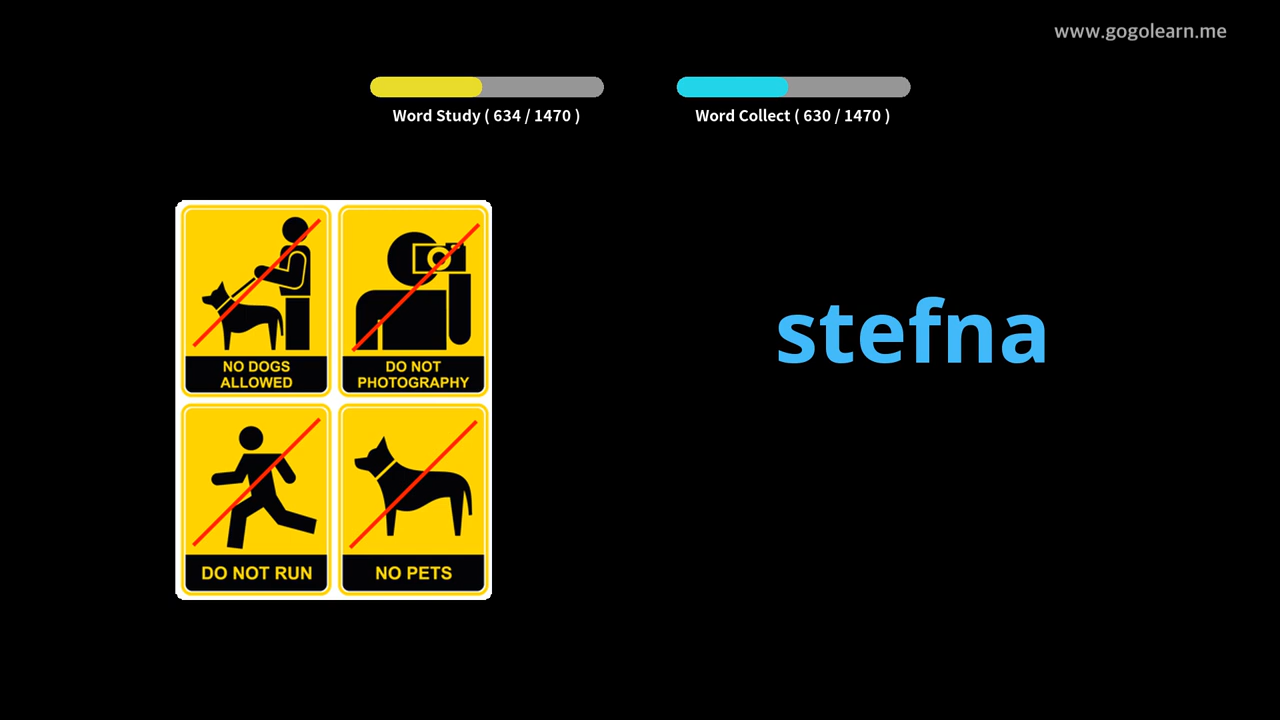 www.gogolearn.me
Word Study ( 634 / 1470 )
Word Collect ( 630 / 1470 )
NO DOGS
ALLOWED
DO NOT
PHOTOGRAPHY
DO NOT RUN
NO PETS
stefna